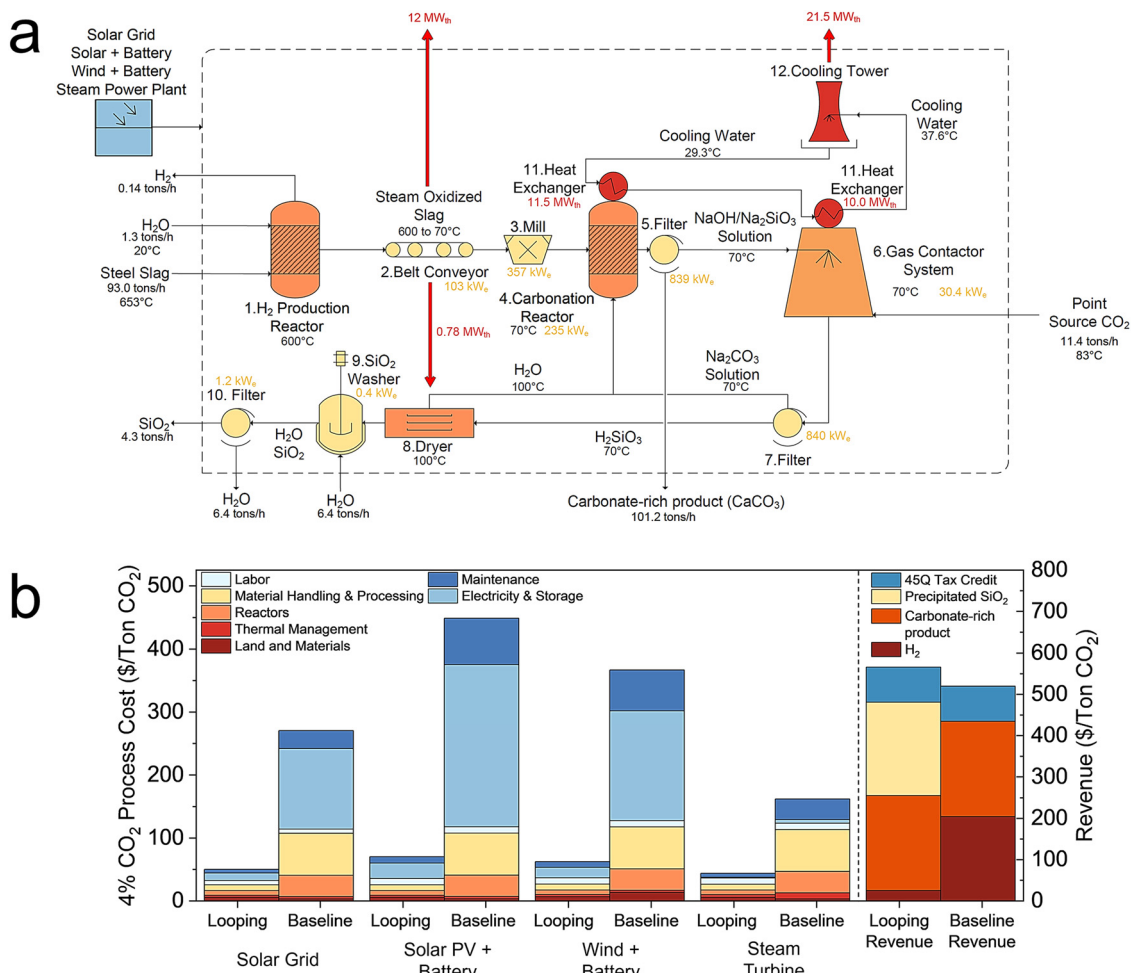 a
Solar Grid
Solar + Battery
Wind + Battery
Steam Power Plant
12 MWth
21.5 MWth
12.Cooling Tower
Cooling
Water
37.6°C
Cooling Water
29.3°C
H2
0.14 tons/h
H2O
1.3 tons/h
20°C
Steel Slag
93.0 tons/h
653°C
1.H2 Production
Reactor
600°C
Steam Oxidized
Slag
600 to 70°C
2.Belt Conveyor
103 kWe
3.Mill
357 kWe
11.Heat
Exchanger
11.5 MWth
4.Carbonation
Reactor
70°C 235 kWe
5.Filter
839 kWe
NaOH/Na2SiO3
Solution
70°C
11.Heat
Exchanger
10.0 MWth
6.Gas Contactor
System
70°C 30.4 kWe
Point
Source CO2
11.4 tons/h
83°C
0.78 MWth
H2O
100°C
Na2CO3
Solution
70°C
9.SiO2
Washer
0.4 kWe
1.2 kWe
10. Filter
SiO2
4.3 tons/h
H2O
SiO2
8.Dryer
100°C
H2SiO3
70°C
840 kWe
7.Filter
H2O
6.4 tons/h
H2O
6.4 tons/h
Carbonate-rich product (CaCO3)
101.2 tons/h
b
4% CO2 Process Cost ($/Ton CO2)
500
400
300
200
100
0
Labor
Material Handling & Processing
Reactors
Thermal Management
Land and Materials
Maintenance
Electricity & Storage
45Q Tax Credit
Precipitated SiO2
Carbonate-rich
product
H2
800
700
600
500
400
300
200
100
0
Revenue ($/Ton CO2)
Looping Baseline Looping Baseline Looping Baseline Looping Baseline Looping Baseline
Revenue Revenue
Solar Grid
Solar PV +
Battery
Wind +
Battery
Steam
Turbine